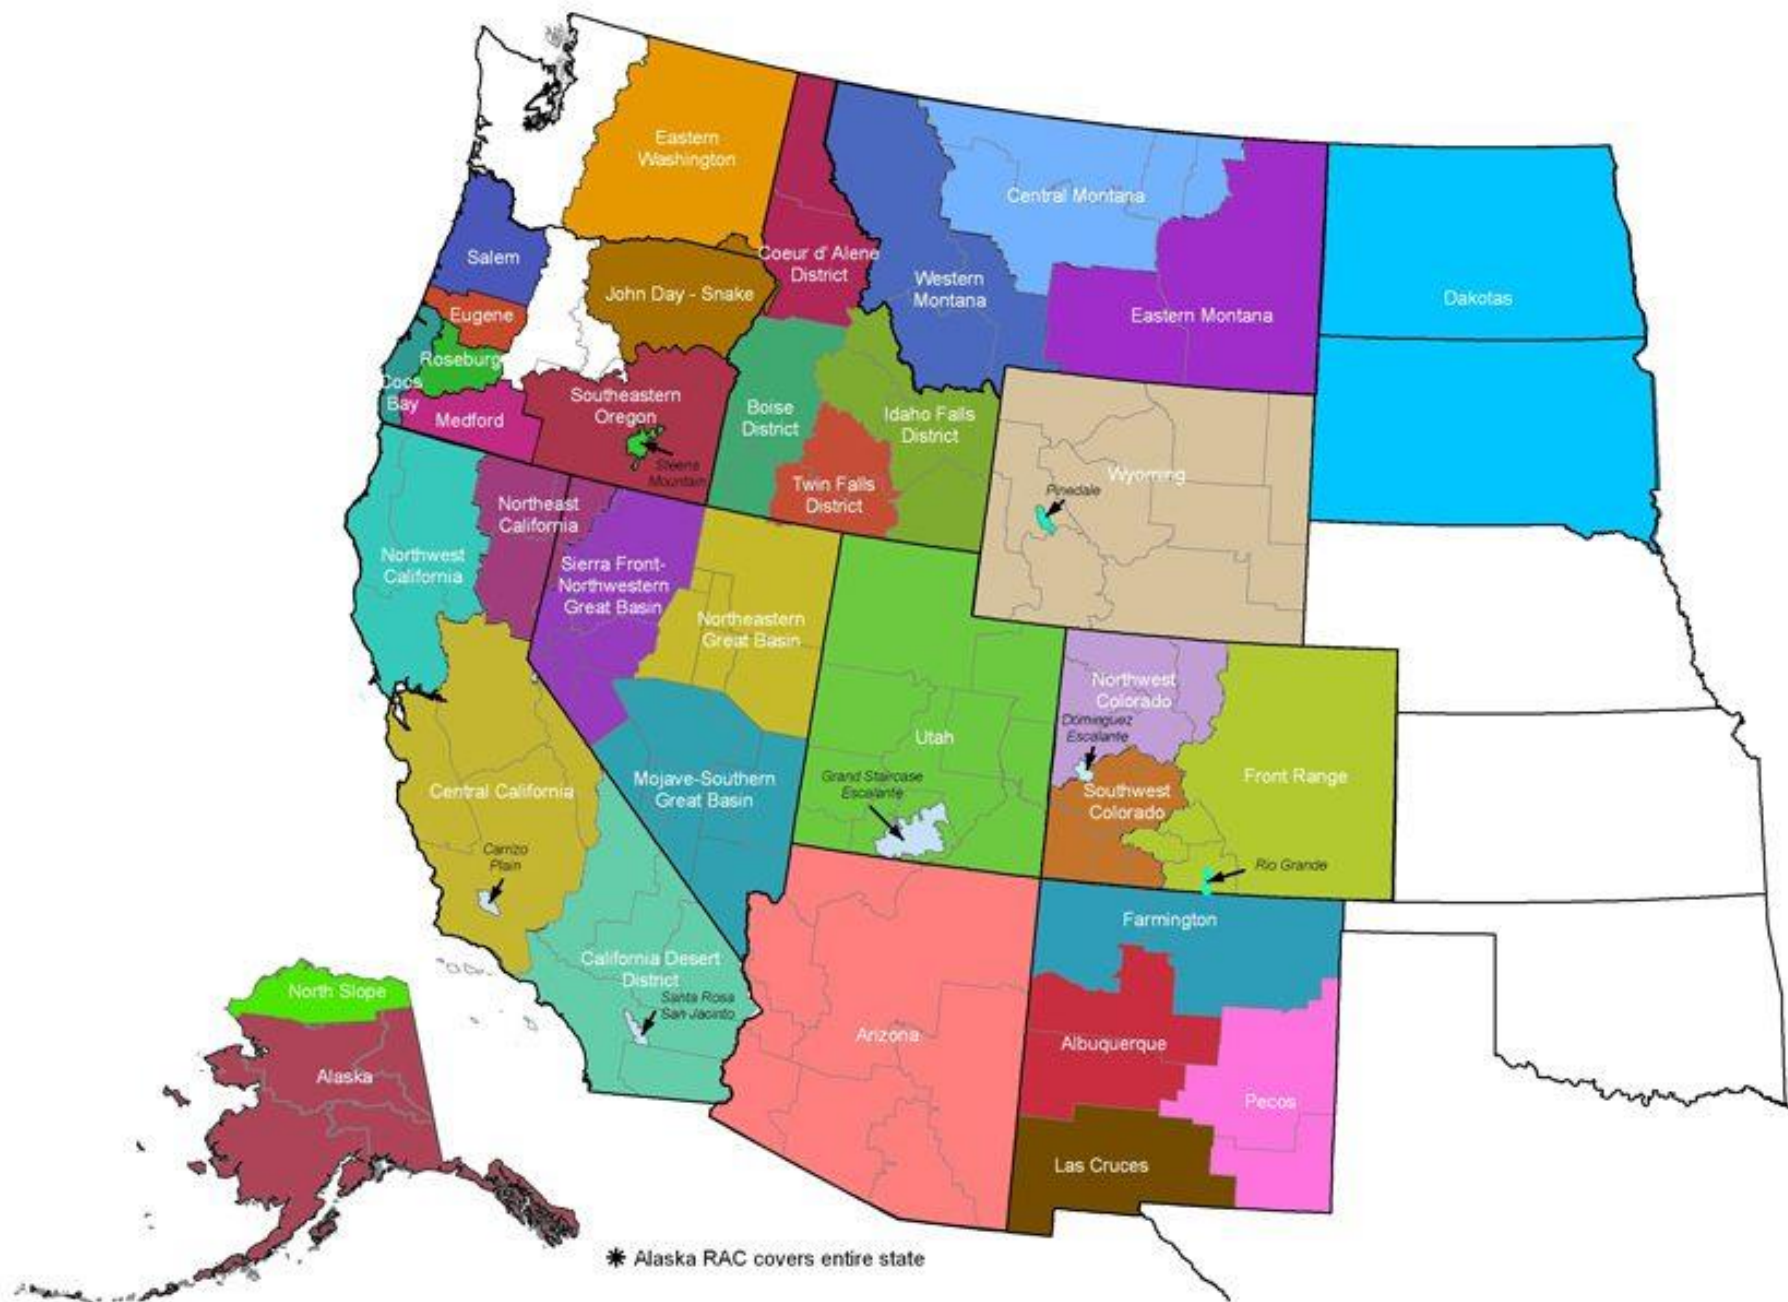 Eastern
Washington
Central Montana
Salem
Coeur d' Alene
District
Western
Montana
John Day - Snake
Dakotas
Eugene
Eastern Montana
Roseburg
Coos
Bay
Medford
Southeastern
Oregon
Boise
District
Idaho Falls
District
Steens
Mountain
Twin Falls
District
Wyoming
Pinedale
Northeast
California
Northwest
California
Sierra Front-
Northwestern
Great Basin
Northeastern
Great Basin
Northwest
Colorado
Dominguez
Escalante
Utah
Mojave-Southern
Great Basin
Grand Staircase
Escalante
Front Range
Central California
Southwest
Colorado
Carrizo
Plain
Rio Grande
Farmington
California Desert
District
North Slope
Santa Rosa
San Jacinto
Arizona
Albuquerque
Alaska
Pecos
Las Cruces
✷ Alaska RAC covers entire state